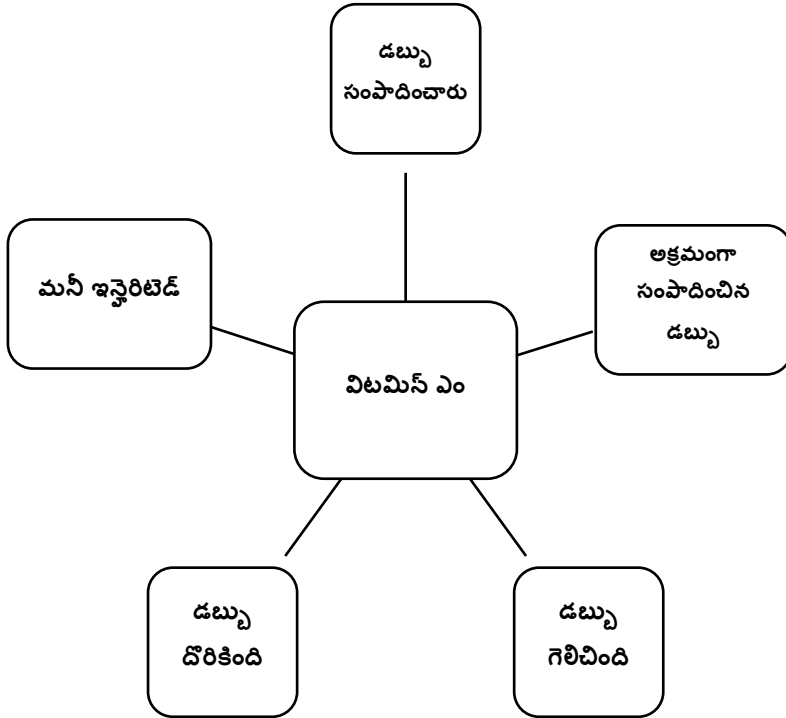 డబ్బు
సంపాదించారు
మనీ ఇన్హెరిటెడ్
అక్రమంగా
సంపాదించిన
డబ్బు
విటమిస్ ఎం
డబ్బు
దొరికింది
డబ్బు
గెలిచింది